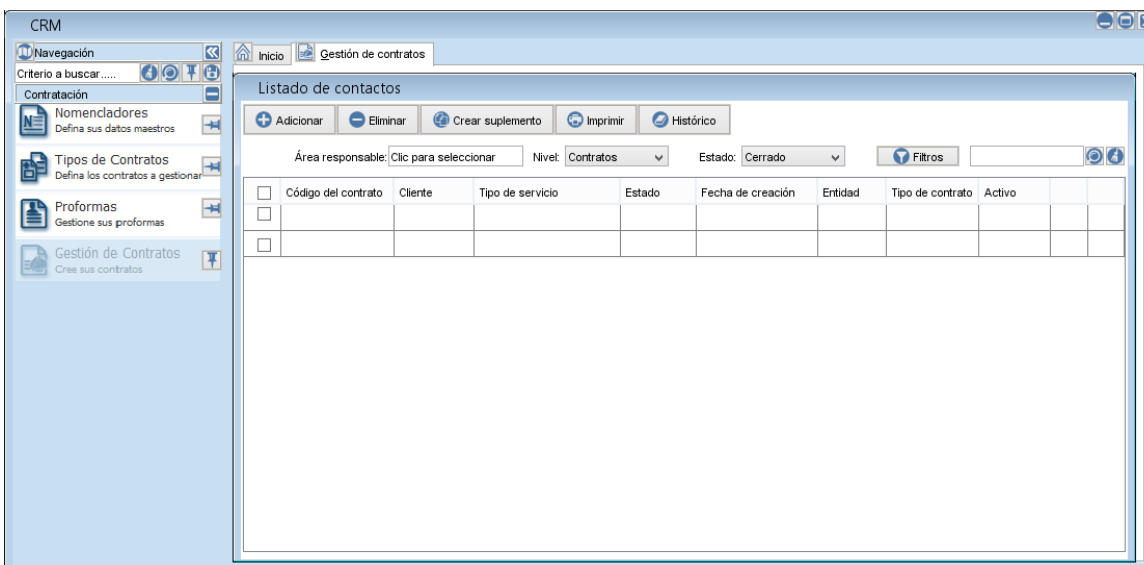 CRM
Navegación
Criterio a buscar.....
Contratación
Nomencladores
Defina sus datos maestros
Tipos de Contratos
Defina los contratos a gestionar
Proformas
Gestione sus proformas
Gestión de Contratos
Cree sus contratos
Inicio Gestión de contratos
Listado de contactos
Adicionar Eliminar Crear suplemento Imprimir Histórico
Área responsable: Clic para seleccionar Nivel: Contratos Estado: Cerrado Filtros
Código del contrato Cliente Tipo de servicio Estado Fecha de creación Entidad Tipo de contrato Activo